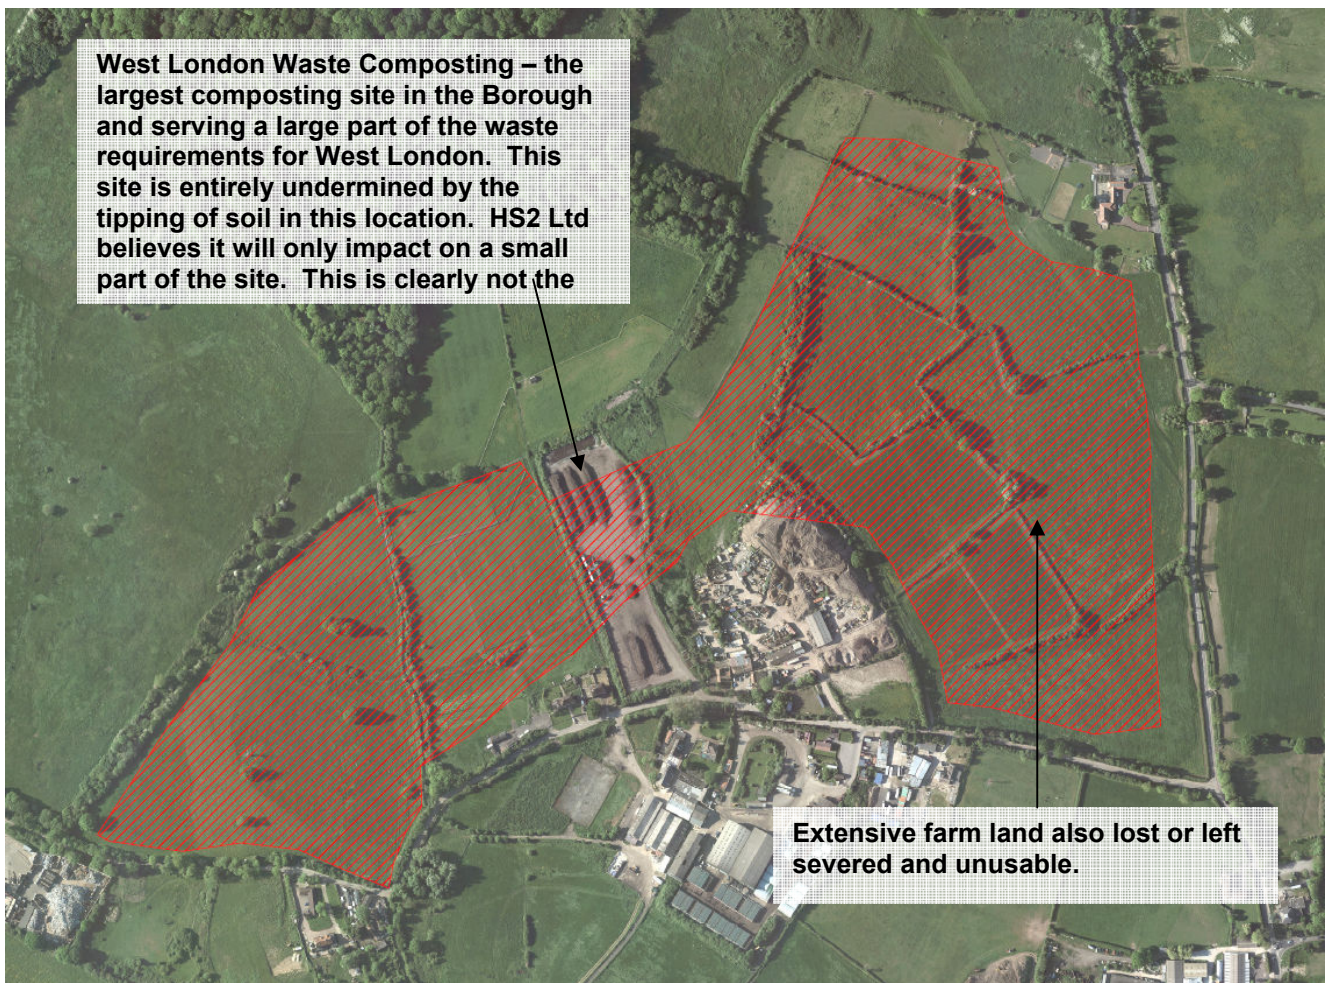 West London Waste Composting – the
largest composting site in the Borough
and serving a large part of the waste
requirements for West London.  This
site is entirely undermined by the
tipping of soil in this location.  HS2 Ltd
believes it will only impact on a small
part of the site.  This is clearly not the
Extensive farm land also lost or left
severed and unusable.